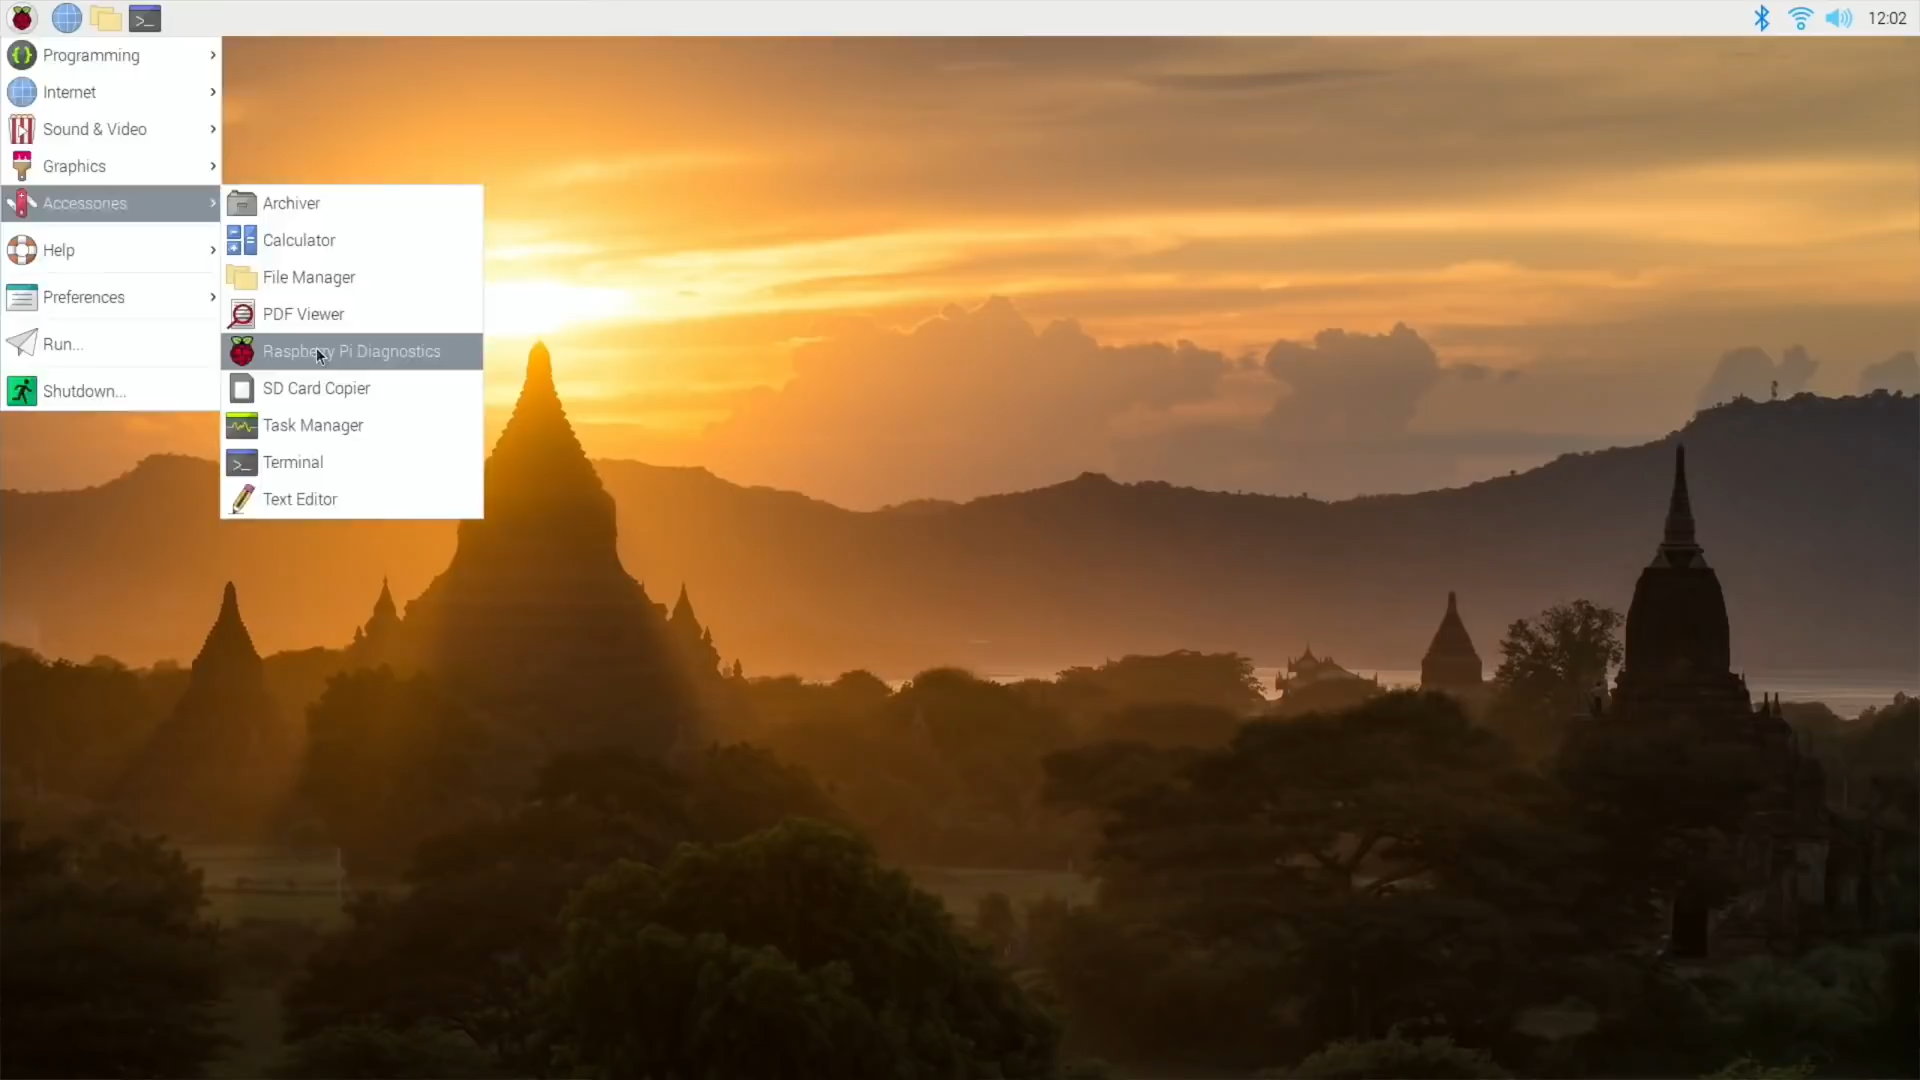 12:02
Programming
Internet
Sound & Video
Graphics
Accessories
Help
Preferences
Run...
Shutdown...
Archiver
Calculator
File Manager
PDF Viewer
Raspberry Pi Diagnostics
SD Card Copier
Task Manager
Terminal
Text Editor